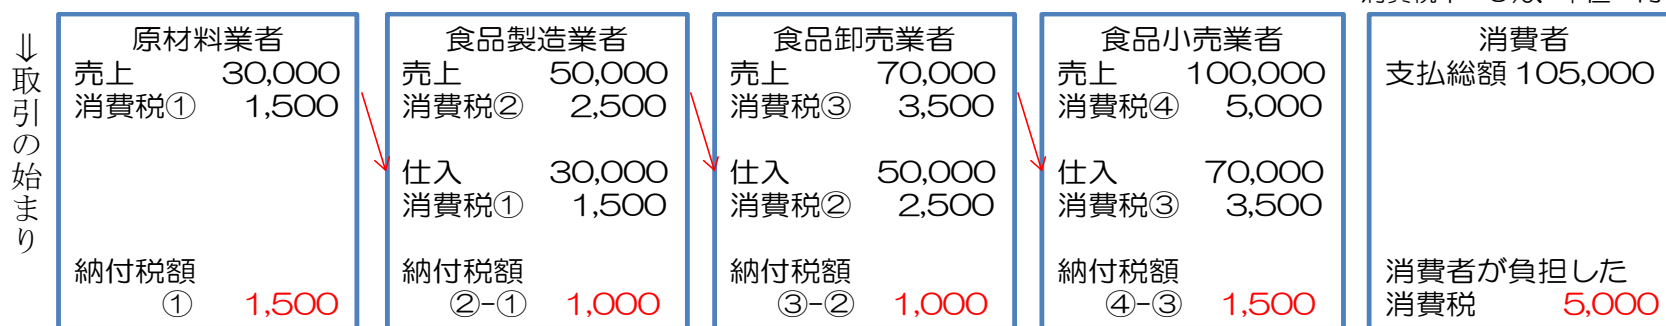 ⇓取引の始まり
原材料業者
売上 30,000
消費税① 1,500
納付税額
① 1,500
食品製造業者
売上 50,000
消費税② 2,500
仕入 30,000
消費税① 1,500
納付税額
②-① 1,000
食品卸売業者
売上 70,000
消費税③ 3,500
仕入 50,000
消費税② 2,500
納付税額
③-② 1,000
食品小売業者
売上 100,000
消費税④ 5,000
仕入 70,000
消費税③ 3,500
納付税額
④-③ 1,500
消費者
支払総額 105,000
消費者が負担した
消費税 5,000